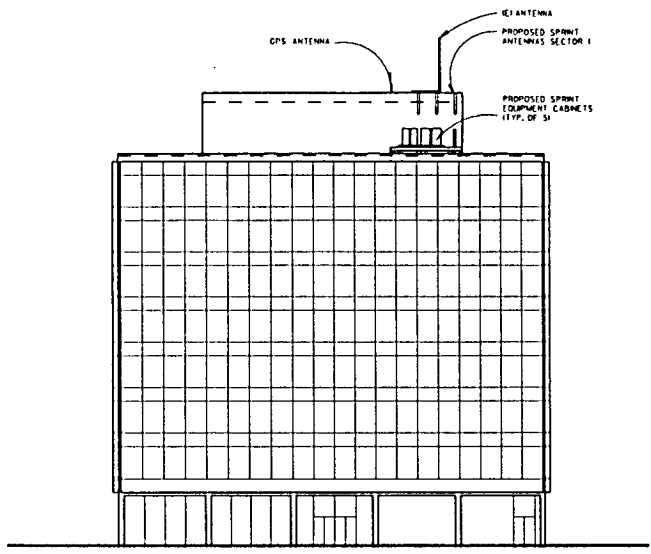 (E) ANTENNA
PROPOSED SPRINT
ANTENNAS SECTOR 1
GPS ANTENNA
PROPOSED SPRINT
EQUIPMENT CABINETS
(TYP. OF 5)